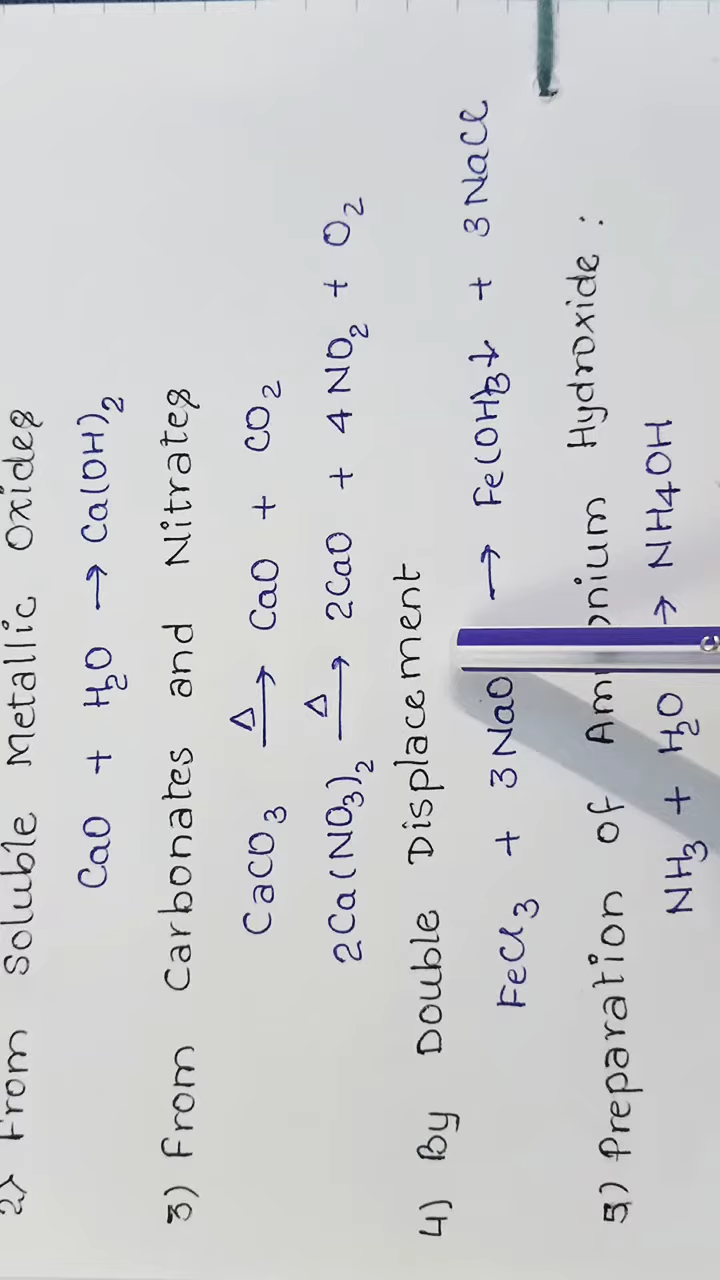 2) From Soluble Metallic Oxides
CaO + H₂O → Ca(OH)₂
3) From Carbonates and Nitrates
CaCO₃ —Δ→ CaO + CO₂
2Ca(NO₃)₂ —Δ→ 2CaO + 4NO₂ + O₂
4) By Double Displacement
FeCl₃ + 3NaO → Fe(OH)₃↓ + 3NaCl
5) Preparation of Am onium Hydroxide :
NH₃ + H₂O → NH₄OH